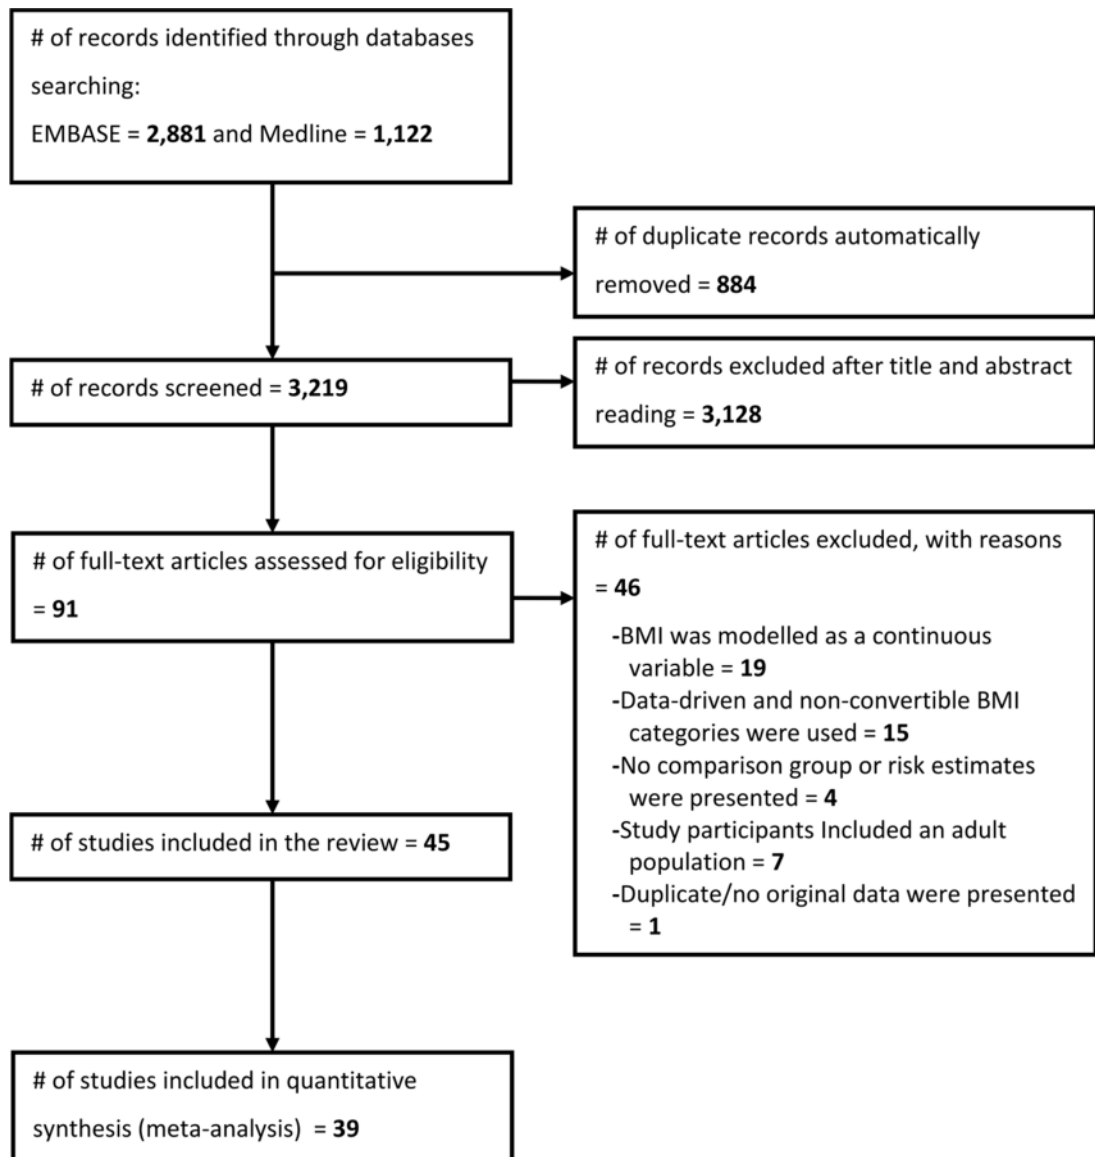 # of records identified through databases
searching:
EMBASE = 2,881 and Medline = 1,122
# of duplicate records automatically
removed = 884
# of records screened = 3,219
# of records excluded after title and abstract
reading = 3,128
# of full-text articles assessed for eligibility
= 91
# of full-text articles excluded, with reasons
= 46
-BMI was modelled as a continuous
variable = 19
-Data-driven and non-convertible BMI
categories were used = 15
-No comparison group or risk estimates
were presented = 4
-Study participants Included an adult
population = 7
-Duplicate/no original data were presented
= 1
# of studies included in the review = 45
# of studies included in quantitative
synthesis (meta-analysis) = 39